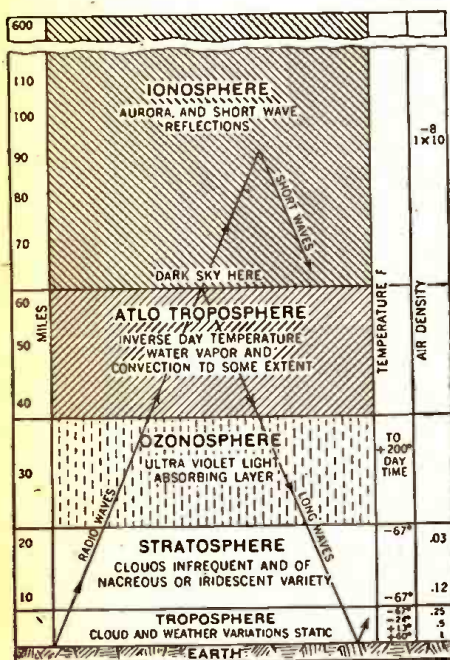 600
110
100
90
80
70
60
50
40
30
20
10
MILES
IONOSPHERE
AURORA, AND SHORT WAVE
REFLECTIONS
SHORT WAVES
DARK SKY HERE
ATLO TROPOSPHERE
INVERSE DAY TEMPERATURE
WATER VAPOR AND
CONVECTION TO SOME EXTENT
OZONOSPHERE
ULTRA VIOLET LIGHT
ABSORBING LAYER
RADIO WAVES
LONG WAVES
STRATOSPHERE
CLOUDS INFREQUENT AND OF
NACREOUS OR IRIDESCENT VARIETY
TROPOSPHERE
CLOUD AND WEATHER VARIATIONS STATIC
EARTH
TEMPERATURE F
TO
+200°
DAY
TIME
-67°
-67°
-67°
+60°
AIR DENSITY
1×10 -8
.03
.12
.25
.5
1